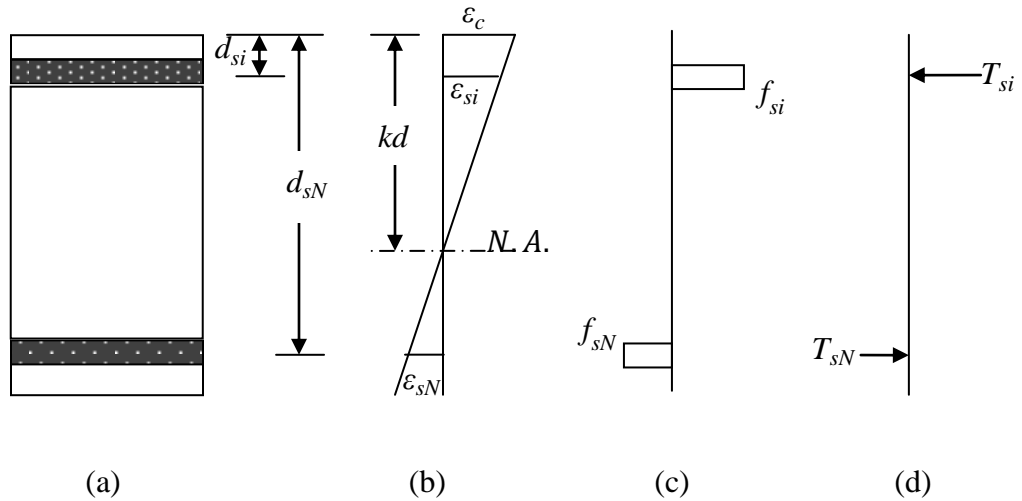 ε_c
d_si
ε_si
f_si
T_si
kd
d_sN
N. A.
f_sN
T_sN
ε_sN
(a) (b) (c) (d)